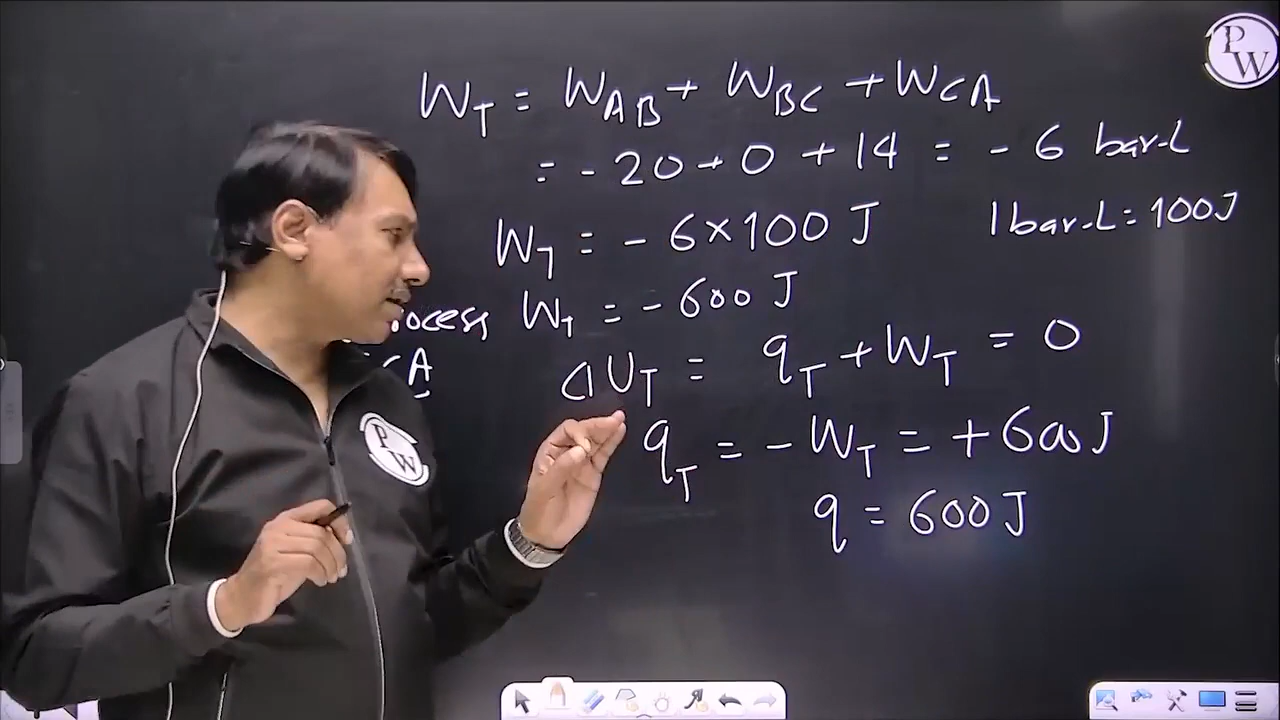 W_T = W_AB + W_BC + W_CA
= - 20 + 0 + 14 = - 6 bar-L
W_T = - 6 × 100 J
1 bar-L = 100 J
W_T = - 600 J
ΔU_T = q_T + W_T = 0
A
q_T = - W_T = + 600 J
q = 600 J
PW
PW